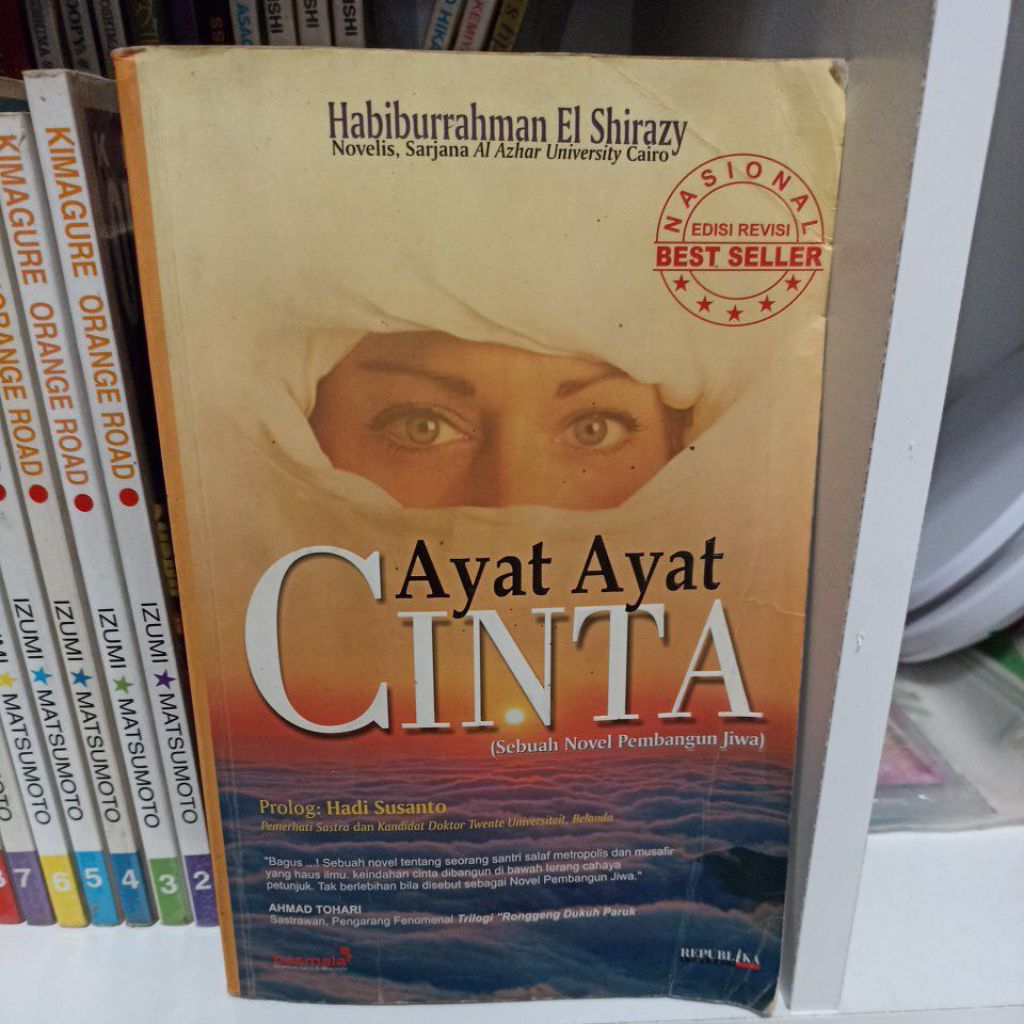 Habiburrahman El Shirazy
Novelis, Sarjana Al Azhar University Cairo
NASIONAL
EDISI REVISI
BEST SELLER
Ayat Ayat
CINTA
(Sebuah Novel Pembangun Jiwa)
Prolog: Hadi Susanto
Pemerhati Sastra dan Kandidat Doktor Twente Universiteit, Belanda
"Bagus ...! Sebuah novel tentang seorang santri salaf metropolis dan musafir
yang haus ilmu, keindahan cinta dibangun di bawah terang cahaya
petunjuk. Tak berlebihan bila disebut sebagai Novel Pembangun Jiwa."
AHMAD TOHARI
Sastrawan, Pengarang Fenomenal Trilogi "Ronggeng Dukuh Paruk
basmala
REPUBLIKA
KIMAGURE ORANGE ROAD
IZUMI MATSUMOTO
7
KIMAGURE ORANGE ROAD
IZUMI MATSUMOTO
6
ORANGE ROAD
IZUMI MATSUMOTO
5
IZUMI MATSUMOTO
4
3
2